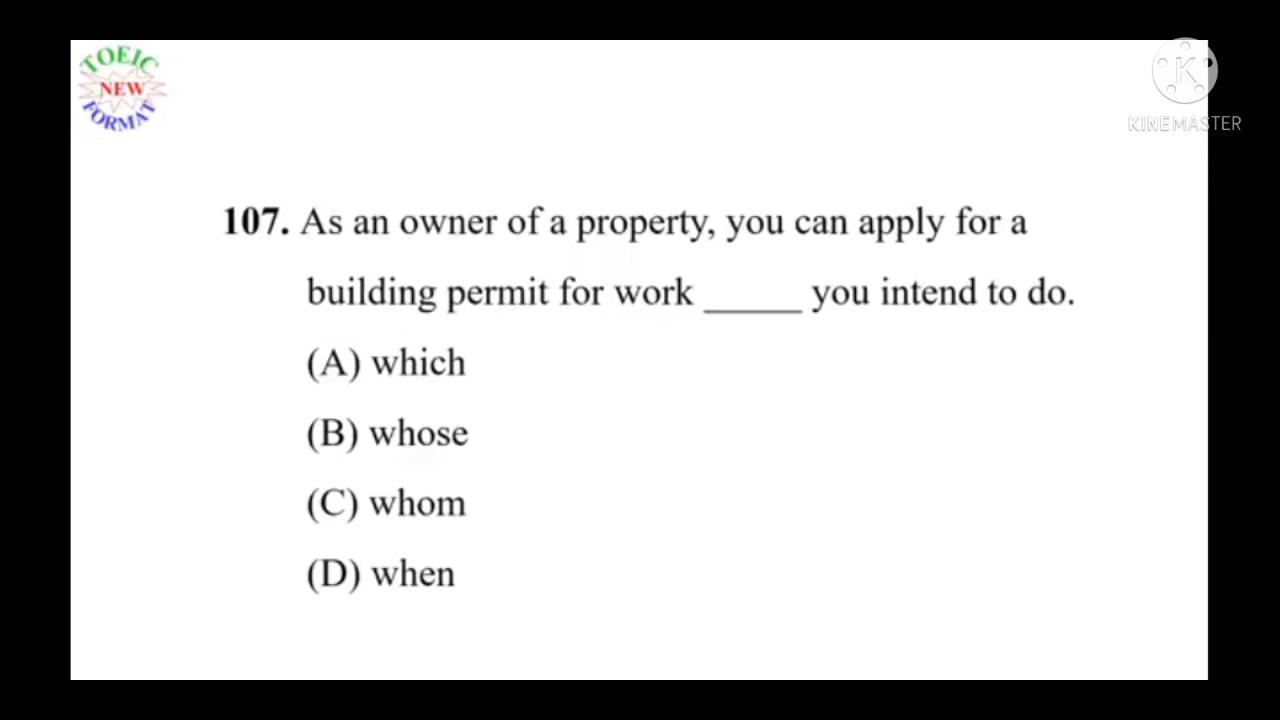 TOEIC
NEW
FORMAT
K
KINEMASTER
107. As an owner of a property, you can apply for a
building permit for work _____ you intend to do.
(A) which
(B) whose
(C) whom
(D) when